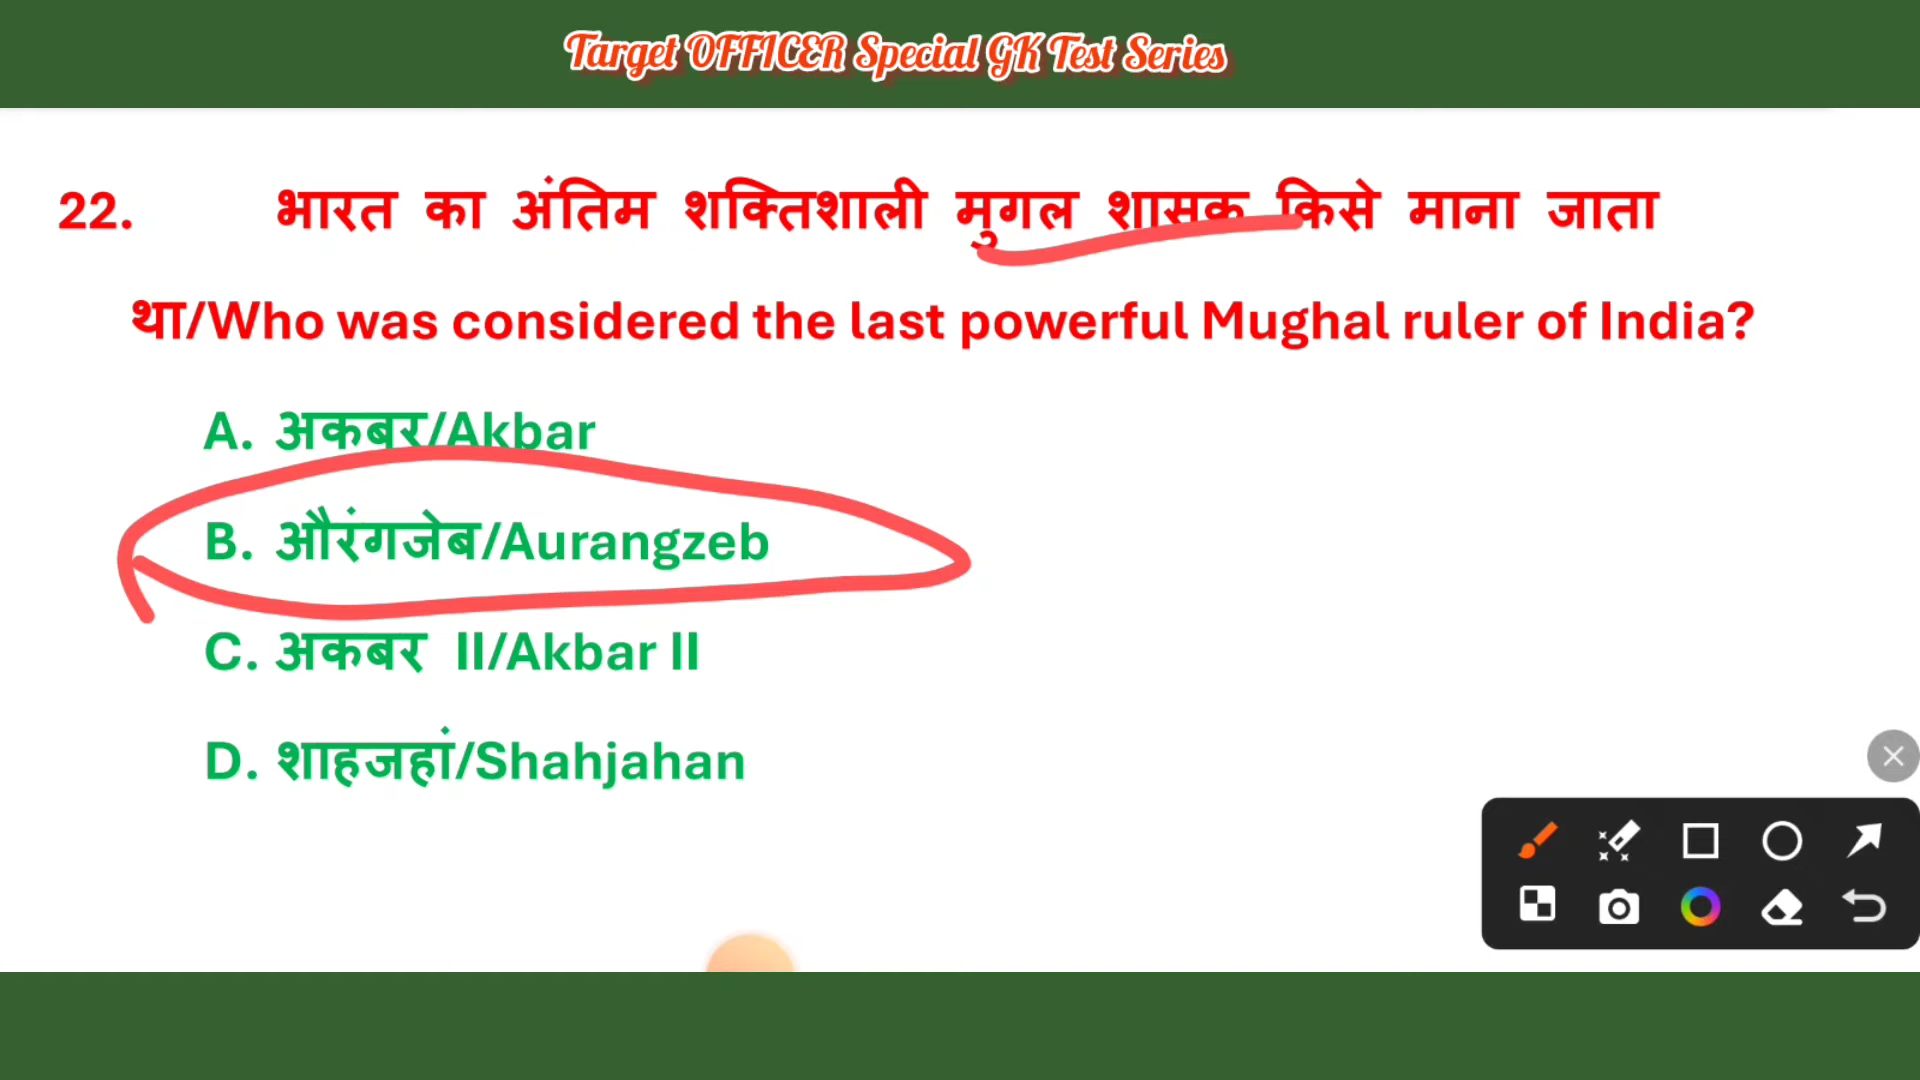 Target OFFICER Special GK Test Series
22. भारत का अंतिम शक्तिशाली मुगल शासक किसे माना जाता
था/Who was considered the last powerful Mughal ruler of India?
A. अकबर/Akbar
B. औरंगजेब/Aurangzeb
C. अकबर II/Akbar II
D. शाहजहां/Shahjahan